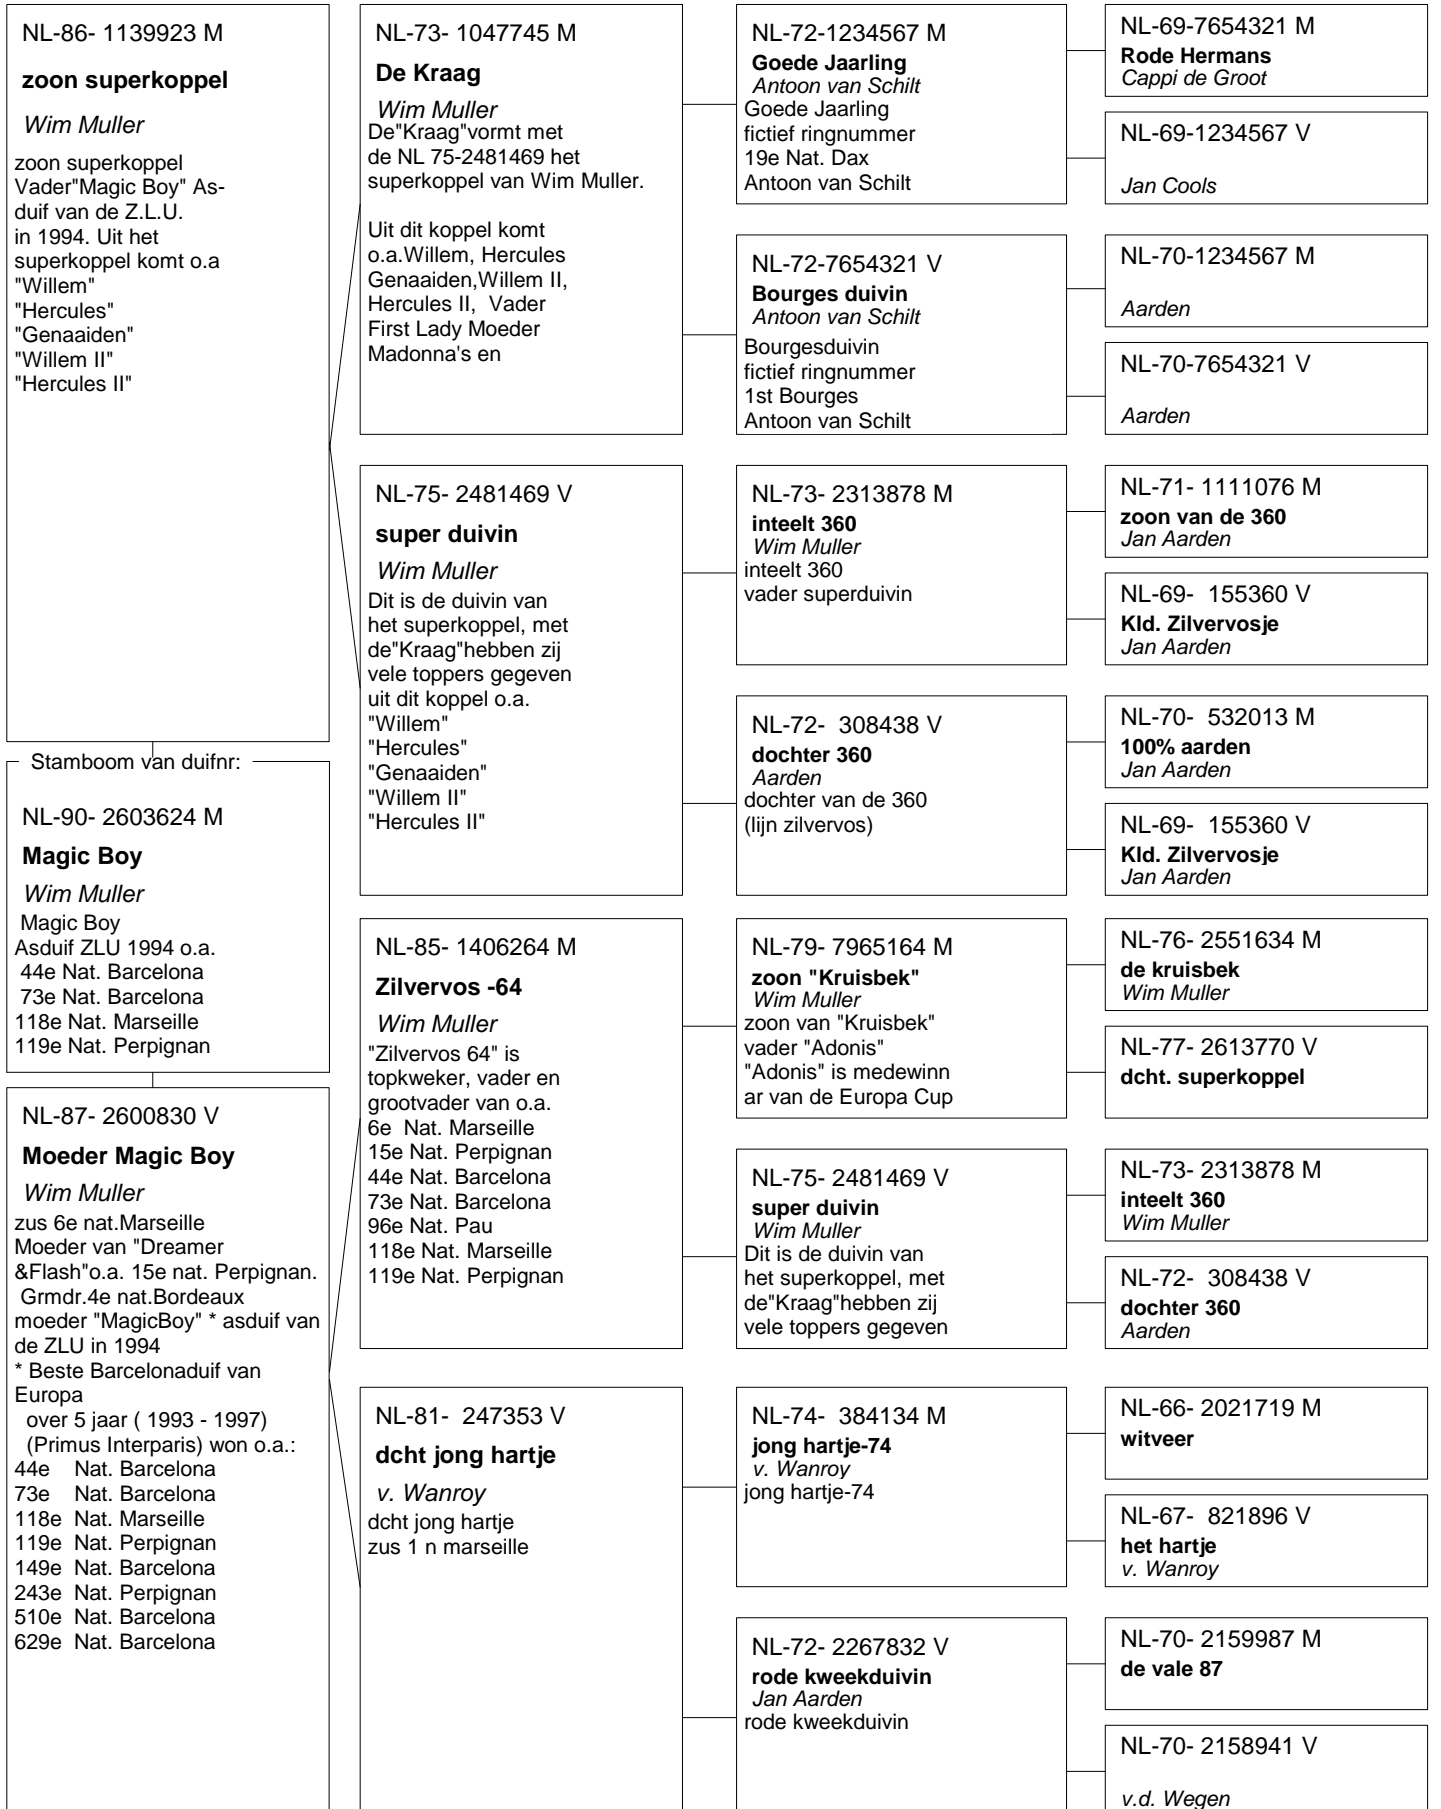 NL-86- 1139923 M
zoon superkoppel
Wim Muller
zoon superkoppel
Vader"Magic Boy" As-
duif van de Z.L.U.
in 1994. Uit het
superkoppel komt o.a
"Willem"
"Hercules"
"Genaaiden"
"Willem II"
"Hercules II"
Stamboom van duifnr:
NL-90- 2603624 M
Magic Boy
Wim Muller
Magic Boy
Asduif ZLU 1994 o.a.
44e Nat. Barcelona
73e Nat. Barcelona
118e Nat. Marseille
119e Nat. Perpignan
NL-87- 2600830 V
Moeder Magic Boy
Wim Muller
zus 6e nat.Marseille
Moeder van "Dreamer
&Flash"o.a. 15e nat. Perpignan.
Grmdr.4e nat.Bordeaux
moeder "MagicBoy" * asduif van
de ZLU in 1994
* Beste Barcelonaduif van
Europa
over 5 jaar ( 1993 - 1997)
(Primus Interparis) won o.a.:
44e Nat. Barcelona
73e Nat. Barcelona
118e Nat. Marseille
119e Nat. Perpignan
149e Nat. Barcelona
243e Nat. Perpignan
510e Nat. Barcelona
629e Nat. Barcelona
NL-73- 1047745 M
De Kraag
Wim Muller
De"Kraag"vormt met
de NL 75-2481469 het
superkoppel van Wim Muller.
Uit dit koppel komt
o.a.Willem, Hercules
Genaaiden,Willem II,
Hercules II, Vader
First Lady Moeder
Madonna's en
NL-75- 2481469 V
super duivin
Wim Muller
Dit is de duivin van
het superkoppel, met
de"Kraag"hebben zij
vele toppers gegeven
uit dit koppel o.a.
"Willem"
"Hercules"
"Genaaiden"
"Willem II"
"Hercules II"
NL-85- 1406264 M
Zilvervos -64
Wim Muller
"Zilvervos 64" is
topkweker, vader en
grootvader van o.a.
6e Nat. Marseille
15e Nat. Perpignan
44e Nat. Barcelona
73e Nat. Barcelona
96e Nat. Pau
118e Nat. Marseille
119e Nat. Perpignan
NL-81- 247353 V
dcht jong hartje
v. Wanroy
dcht jong hartje
zus 1 n marseille
NL-72-1234567 M
Goede Jaarling
Antoon van Schilt
Goede Jaarling
fictief ringnummer
19e Nat. Dax
Antoon van Schilt
NL-72-7654321 V
Bourges duivin
Antoon van Schilt
Bourgesduivin
fictief ringnummer
1st Bourges
Antoon van Schilt
NL-73- 2313878 M
inteelt 360
Wim Muller
inteelt 360
vader superduivin
NL-72- 308438 V
dochter 360
Aarden
dochter van de 360
(lijn zilvervos)
NL-79- 7965164 M
zoon "Kruisbek"
Wim Muller
zoon van "Kruisbek"
vader "Adonis"
"Adonis" is medewinn
ar van de Europa Cup
NL-75- 2481469 V
super duivin
Wim Muller
Dit is de duivin van
het superkoppel, met
de"Kraag"hebben zij
vele toppers gegeven
NL-74- 384134 M
jong hartje-74
v. Wanroy
jong hartje-74
NL-72- 2267832 V
rode kweekduivin
Jan Aarden
rode kweekduivin
NL-69-7654321 M
Rode Hermans
Cappi de Groot
NL-69-1234567 V
Jan Cools
NL-70-1234567 M
Aarden
NL-70-7654321 V
Aarden
NL-71- 1111076 M
zoon van de 360
Jan Aarden
NL-69- 155360 V
Kld. Zilvervosje
Jan Aarden
NL-70- 532013 M
100% aarden
Jan Aarden
NL-69- 155360 V
Kld. Zilvervosje
Jan Aarden
NL-76- 2551634 M
de kruisbek
Wim Muller
NL-77- 2613770 V
dcht. superkoppel
NL-73- 2313878 M
inteelt 360
Wim Muller
NL-72- 308438 V
dochter 360
Aarden
NL-66- 2021719 M
witveer
NL-67- 821896 V
het hartje
v. Wanroy
NL-70- 2159987 M
de vale 87
NL-70- 2158941 V
v.d. Wegen